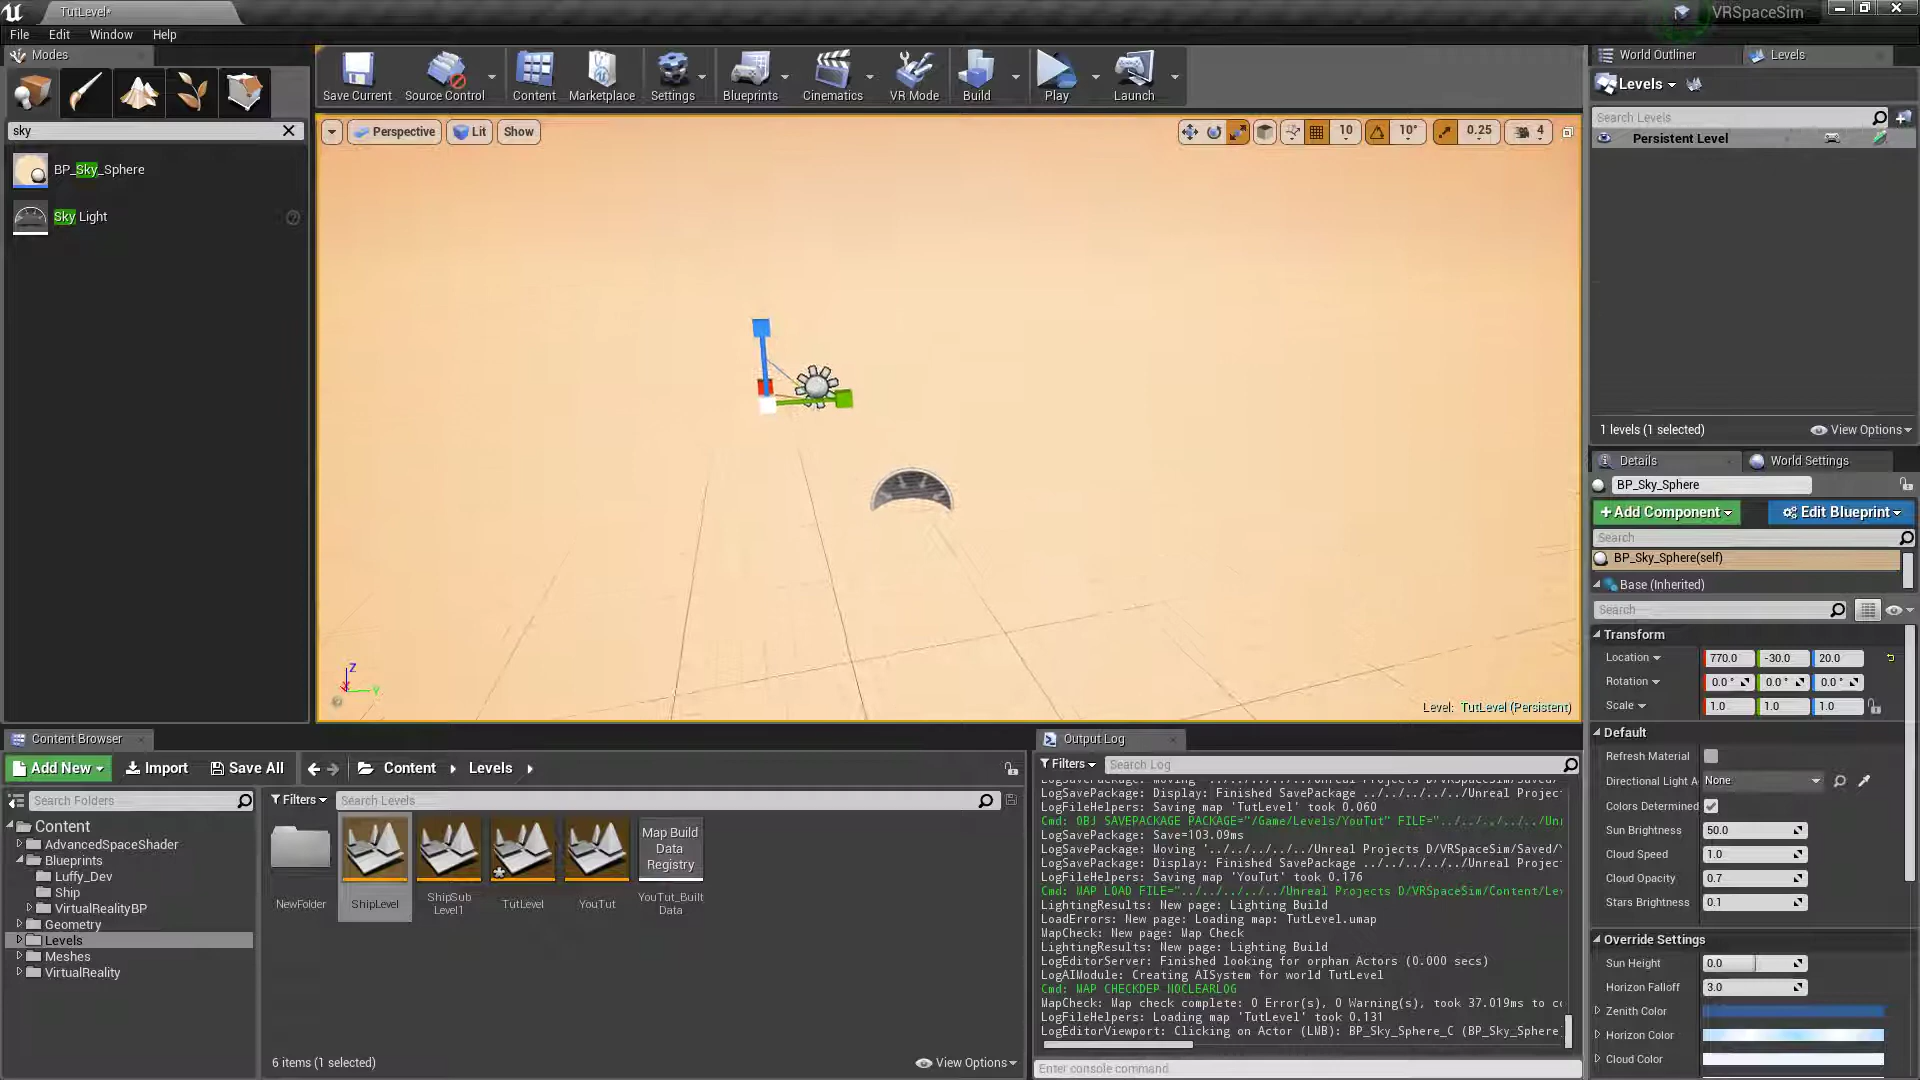 TutLevel*
VRSpaceSim
File Edit Window Help
Modes
World Outliner
Levels
Save Current
Source Control
Content
Marketplace
Settings
Blueprints
Cinematics
VR Mode
Build
Play
Launch
Levels
sky
Search Levels
Perspective
Lit
Show
10
10°
0.25
4
Persistent Level
BP_Sky_Sphere
Sky Light
1 levels (1 selected)
View Options
Details
World Settings
BP_Sky_Sphere
+Add Component
Edit Blueprint
Search
BP_Sky_Sphere(self)
Base (Inherited)
Search
Transform
Location
770.0
-30.0
20.0
Rotation
0.0 °
0.0 °
0.0 °
Scale
1.0
1.0
1.0
Z
Y
Level: TutLevel (Persistent)
Default
Refresh Material
Directional Light A
None
Colors Determined
Sun Brightness
50.0
Cloud Speed
1.0
Cloud Opacity
0.7
Stars Brightness
0.1
Override Settings
Sun Height
0.0
Horizon Falloff
3.0
Zenith Color
Horizon Color
Cloud Color
Content Browser
Add New
Import
Save All
Content
Levels
Search Folders
Filters
Search Levels
Content
AdvancedSpaceShader
Blueprints
Luffy_Dev
Ship
VirtualRealityBP
Geometry
Levels
Meshes
VirtualReality
Map Build
Data
Registry
NewFolder
ShipLevel
ShipSub
Level1
TutLevel
YouTut
YouTut_Built
Data
6 items (1 selected)
View Options
Output Log
Filters
Search Log
LogSavePackage: Moving '../../../../../Unreal Projects D/VRSpaceSim/Saved/
LogSavePackage: Display: Finished SavePackage ../../../../../Unreal Project
LogFileHelpers: Saving map 'TutLevel' took 0.060
Cmd: OBJ SAVEPACKAGE PACKAGE="/Game/Levels/YouTut" FILE="../../../../../Un
LogSavePackage: Save=103.09ms
LogSavePackage: Moving '../../../../../Unreal Projects D/VRSpaceSim/Saved/Y
LogSavePackage: Display: Finished SavePackage ../../../../../Unreal Project
LogFileHelpers: Saving map 'YouTut' took 0.176
Cmd: MAP LOAD FILE="../../../../../Unreal Projects D/VRSpaceSim/Content/Lev
LightingResults: New page: Lighting Build
LoadErrors: New page: Loading map: TutLevel.umap
MapCheck: New page: Map Check
LightingResults: New page: Lighting Build
LogEditorServer: Finished looking for orphan Actors (0.000 secs)
LogAIModule: Creating AISystem for world TutLevel
Cmd: MAP CHECKDEP NOCLEARLOG
MapCheck: Map check complete: 0 Error(s), 0 Warning(s), took 37.019ms to co
LogFileHelpers: Loading map 'TutLevel' took 0.131
LogEditorViewport: Clicking on Actor (LMB): BP_Sky_Sphere_C (BP_Sky_Sphere
Enter console command